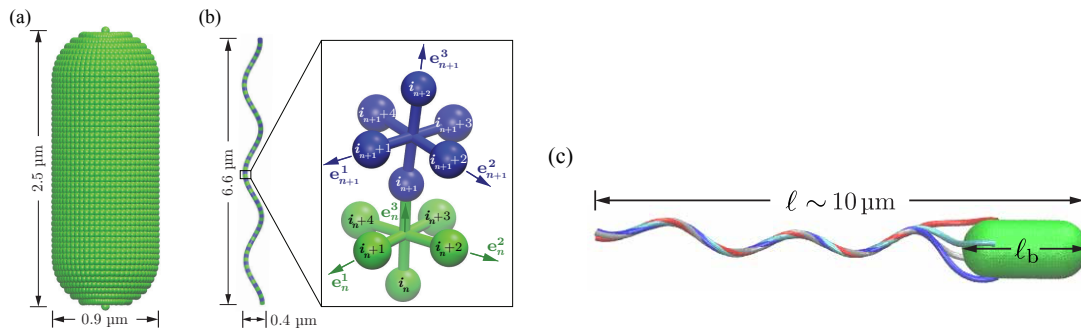 (a)
2.5 µm
0.9 µm
(b)
6.6 µm
0.4 µm
e³ₙ₊₁
iₙ₊₂
iₙ₊₁+4
iₙ₊₁+3
iₙ₊₁+1
iₙ₊₁+2
e¹ₙ₊₁
e²ₙ₊₁
iₙ₊₁
e³ₙ
iₙ+4
iₙ+3
iₙ+1
iₙ+2
e²ₙ
e¹ₙ
iₙ
(c)
ℓ ∼ 10 µm
ℓb